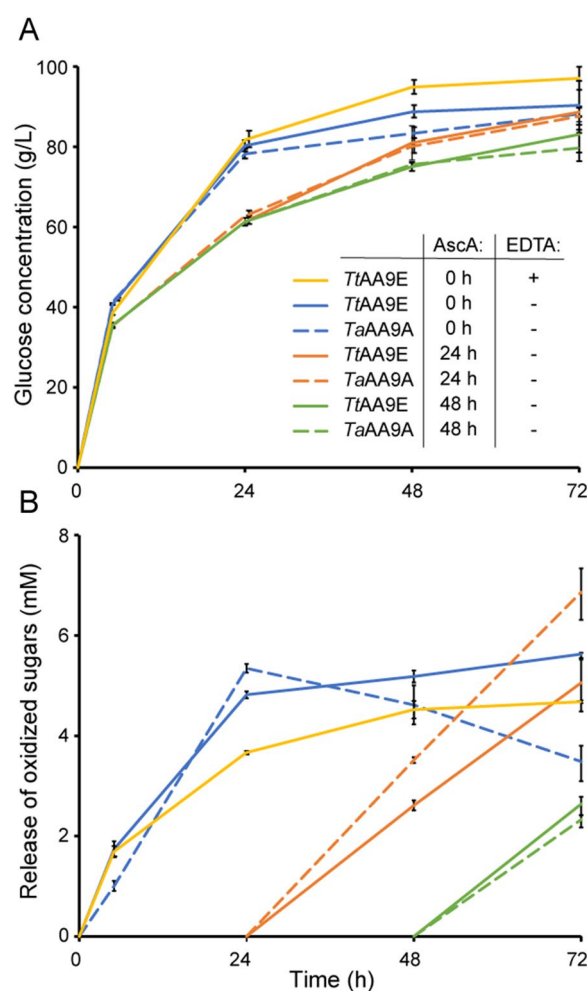 A
Glucose concentration (g/L)
100
80
60
40
20
0
0 24 48 72
AscA: EDTA:
TtAA9E 0 h +
TtAA9E 0 h -
TaAA9A 0 h -
TtAA9E 24 h -
TaAA9A 24 h -
TtAA9E 48 h -
TaAA9A 48 h -
B
Release of oxidized sugars (mM)
8
6
4
2
0
0 24 48 72
Time (h)